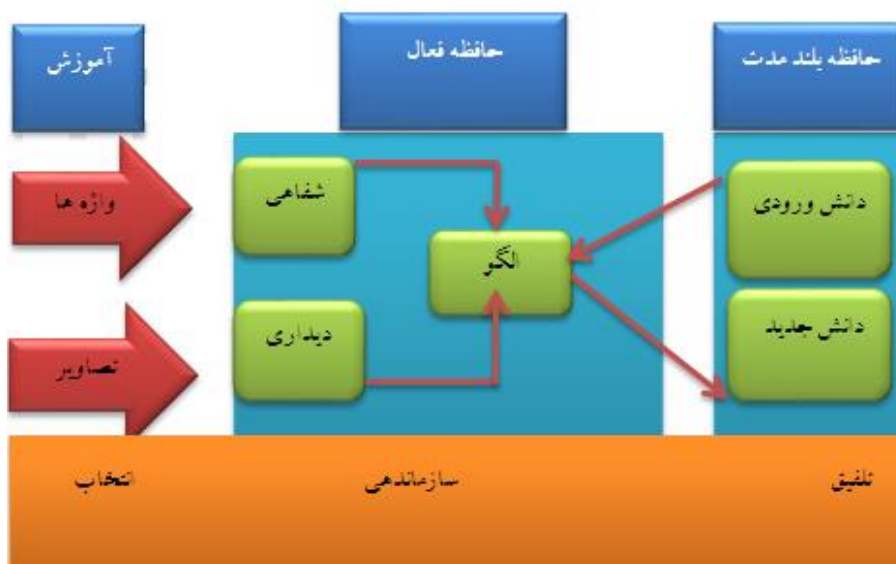 حافظه بلند مدت
حافظه فعال
آموزش
دانش ورودی
شفاهی
واژه ها
الگو
دانش جدید
دیداری
تصاویر
تلفیق
سازماندهی
انتخاب